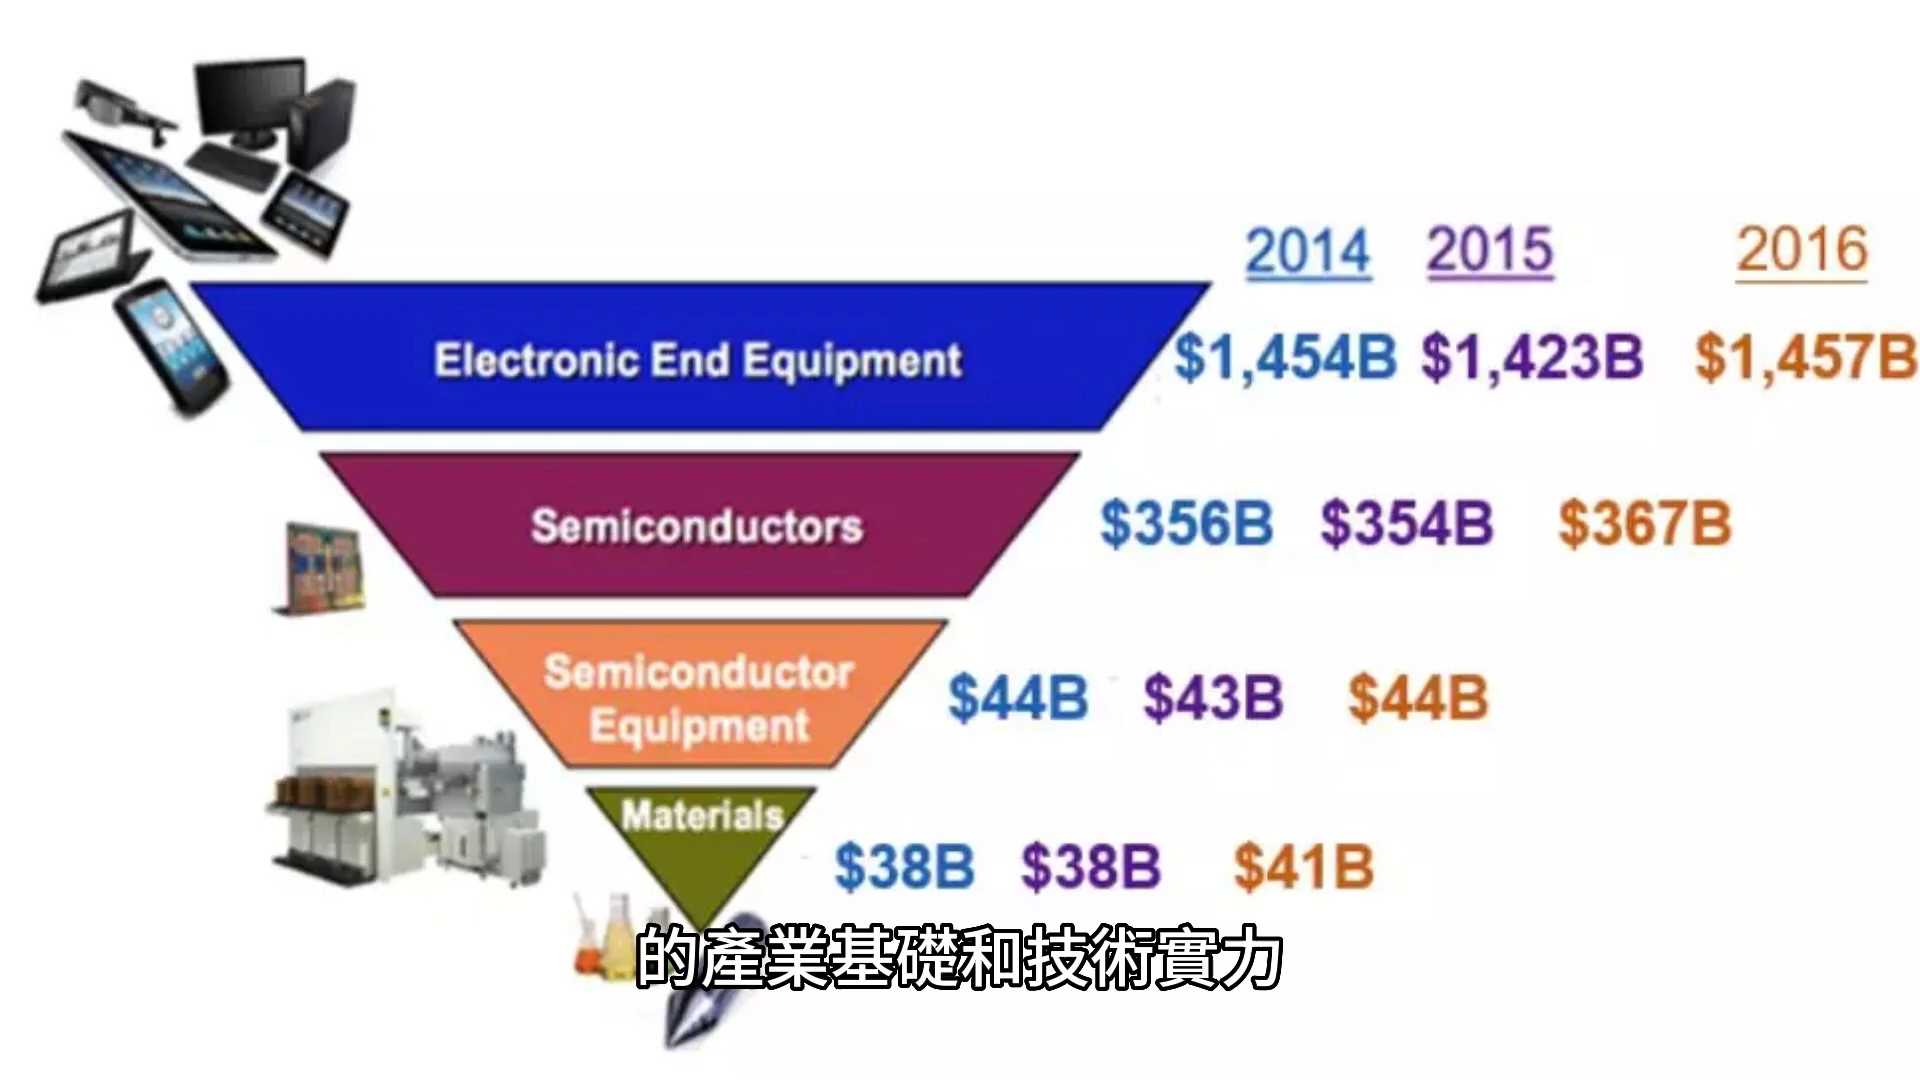 2014 2015 2016
Electronic End Equipment $1,454B $1,423B $1,457B
Semiconductors $356B $354B $367B
Semiconductor
Equipment $44B $43B $44B
Materials
$38B $38B $41B
的產業基礎和技術實力